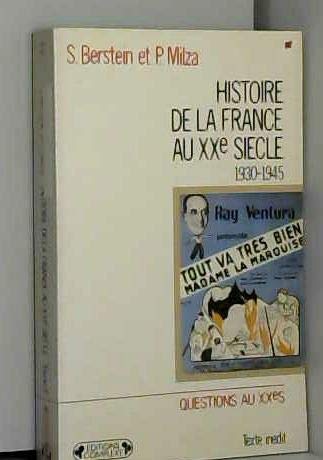 S. Berstein et P. Milza
HISTOIRE
DE LA FRANCE
AU XXe SIECLE
1930-1945
Ray Ventura
TOUT VA TRES BIEN
MADAME LA MARQUISE
QUESTIONS AU XXeS
EDITIONS
COMPLEXE
Texte inédit